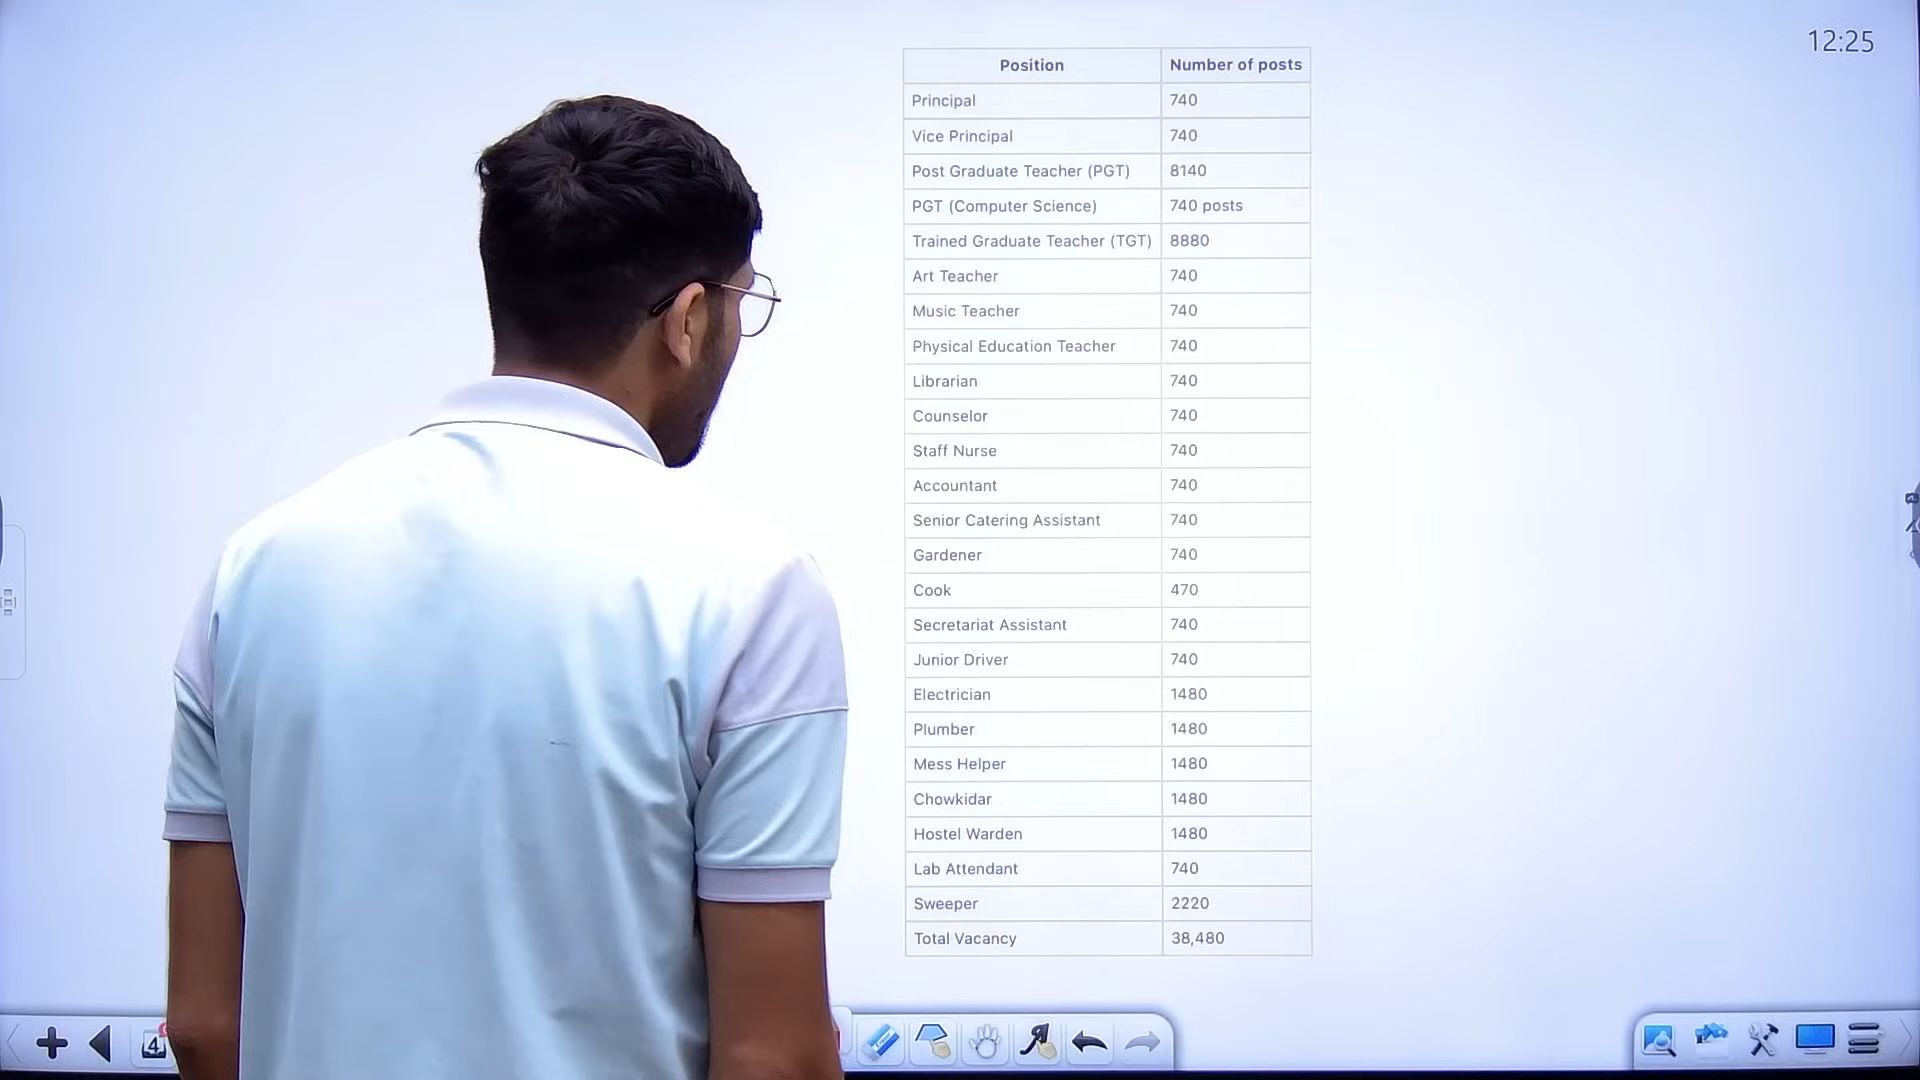 12:25
Position Number of posts
Principal 740
Vice Principal 740
Post Graduate Teacher (PGT) 8140
PGT (Computer Science) 740 posts
Trained Graduate Teacher (TGT) 8880
Art Teacher 740
Music Teacher 740
Physical Education Teacher 740
Librarian 740
Counselor 740
Staff Nurse 740
Accountant 740
Senior Catering Assistant 740
Gardener 740
Cook 470
Secretariat Assistant 740
Junior Driver 740
Electrician 1480
Plumber 1480
Mess Helper 1480
Chowkidar 1480
Hostel Warden 1480
Lab Attendant 740
Sweeper 2220
Total Vacancy 38,480
4